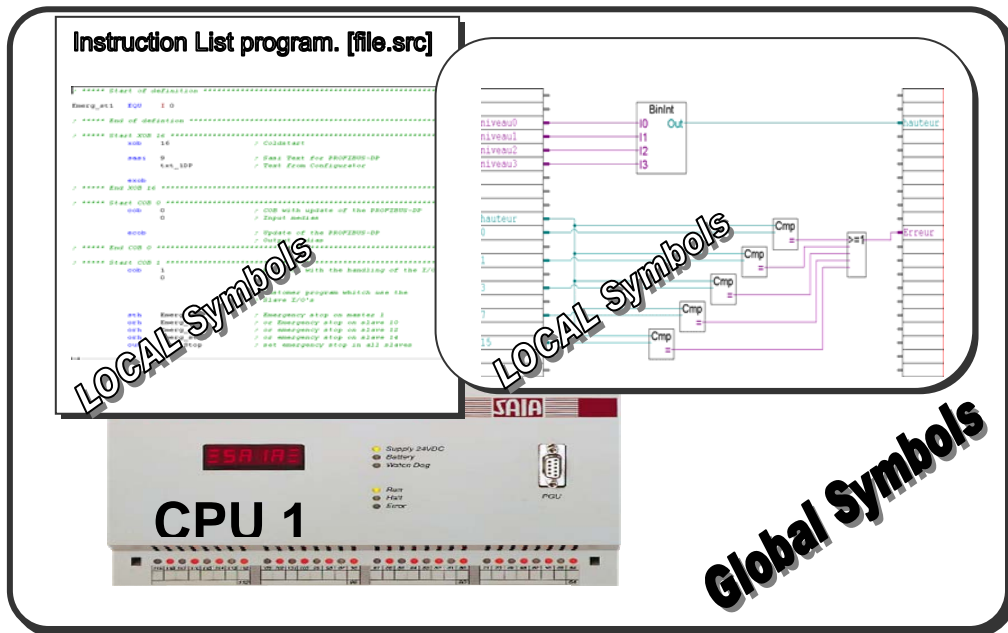 Instruction List program. [file.src]
; ***** Start of definition
Emerg_st1 EQU I 0
; ***** End of definition
; ***** Start XOB 16
xob 16 ; Coldstart
sasi 9 ; Sasi Text for PROFIBUS-DP
txt_1DP ; Text from Configurator
exob
; ***** End XOB 16
; ***** Start COB 0
cob 0 ; COB with update of the PROFIBUS-DP
0 ; Input medias
ecob ; Update of the PROFIBUS-DP
; Output
; ***** End COB 0
; ***** Start COB 1
cob 1 with the handling of the I/O
0
program which use the
Slave I/O's
sth ; Emergency stop on master 1
orh ; or Emergency stop on slave 10
orh ; or emergency stop on slave 12
orh ; or emergency stop on slave 14
; set emergency stop in all slaves
LOCAL Symbols
BinInt
niveau0 I0 Out hauteur
niveau1 I1
niveau2 I2
niveau3 I3
hauteur Cmp
0 = >=1 Erreur
1 Cmp
=
3 Cmp
=
7 Cmp
=
15 Cmp
=
LOCAL Symbols
SAIA
SAIA
Supply 24VDC
Battery
Watch Dog
Run
Halt
Error
PGU
CPU 1
Global Symbols